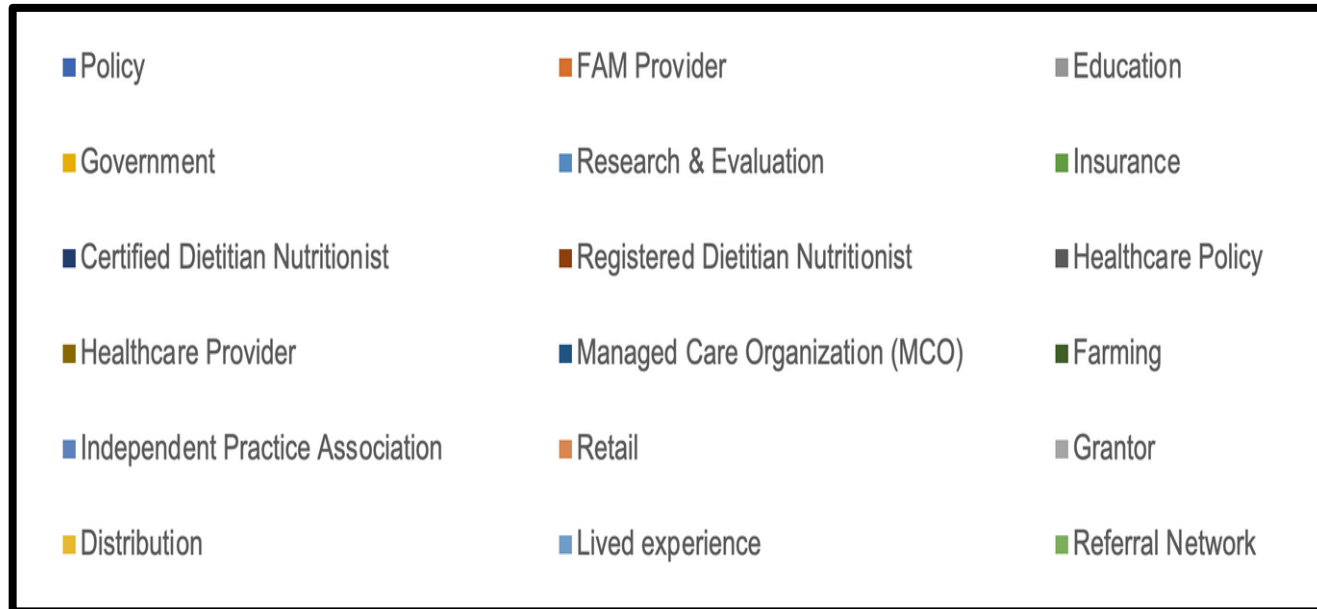 Policy
FAM Provider
Education
Government
Research & Evaluation
Insurance
Certified Dietitian Nutritionist
Registered Dietitian Nutritionist
Healthcare Policy
Healthcare Provider
Managed Care Organization (MCO)
Farming
Independent Practice Association
Retail
Grantor
Distribution
Lived experience
Referral Network